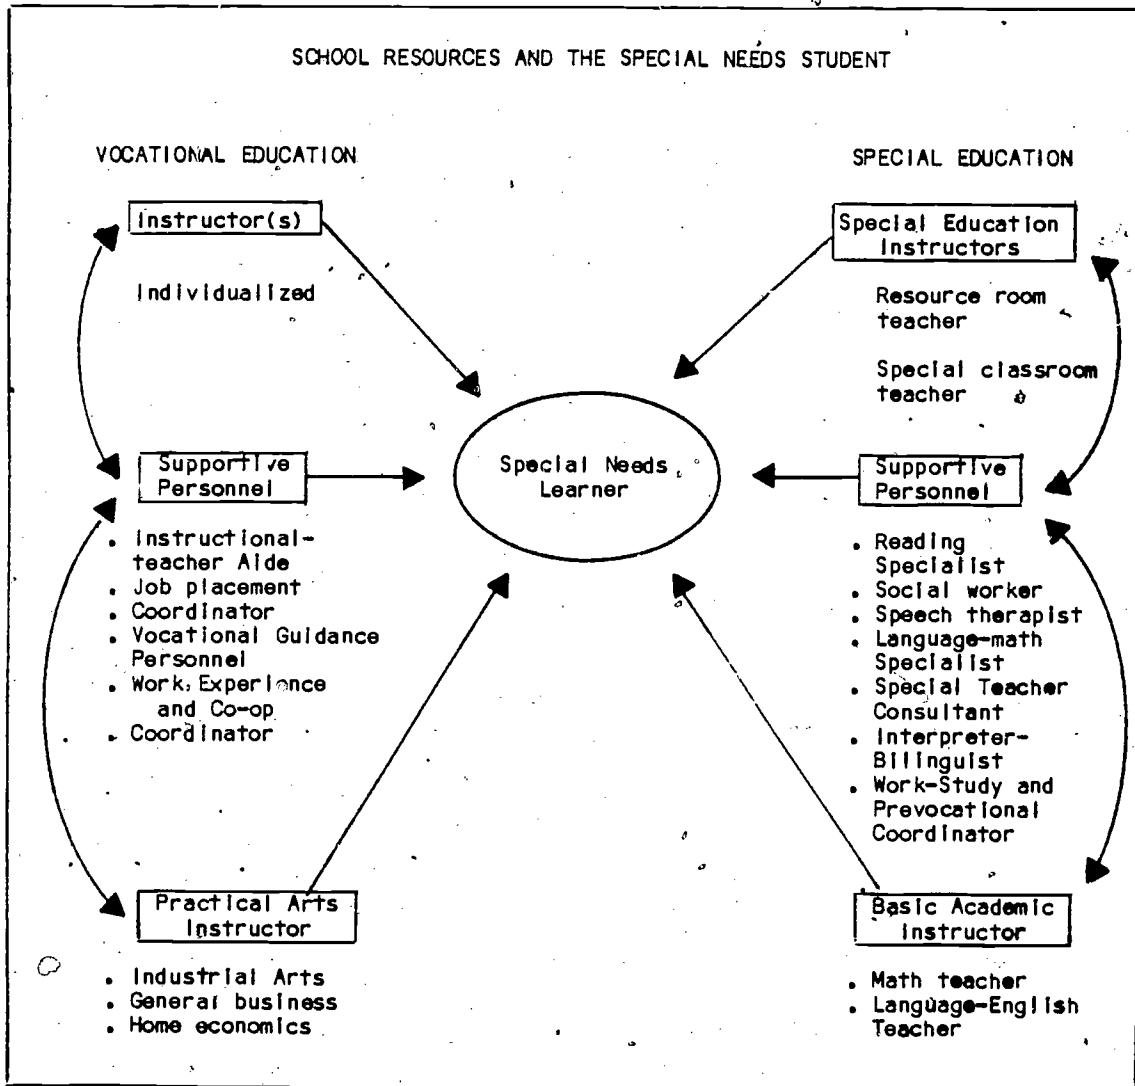 SCHOOL RESOURCES AND THE SPECIAL NEEDS STUDENT
VOCATIONAL EDUCATION
Instructor(s)
Individualized
Supportive
Personnel
. Instructional-
teacher Aide
. Job placement
. Coordinator
. Vocational Guidance
Personnel
. Work Experience
and Co-op
. Coordinator
Practical Arts
Instructor
. Industrial Arts
. General business
. Home economics
Special Needs
Learner
SPECIAL EDUCATION
Special Education
Instructors
Resource room
teacher
Special classroom
teacher
Supportive
Personnel
. Reading
Specialist
. Social worker
. Speech therapist
. Language-math
Specialist
. Special Teacher
Consultant
. Interpreter-
Bilinguist
. Work-Study and
Prevocational
Coordinator
Basic Academic
Instructor
. Math teacher
. Language-English
Teacher